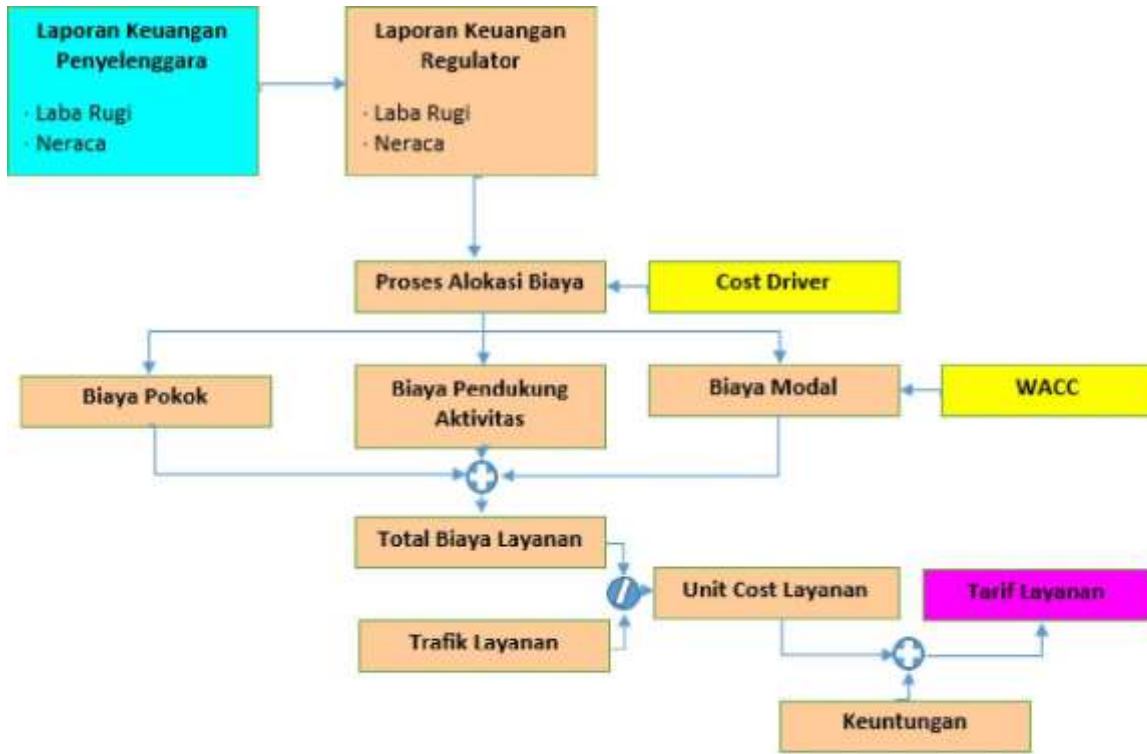 Laporan Keuangan
Penyelenggara
· Laba Rugi
· Neraca
Laporan Keuangan
Regulator
· Laba Rugi
· Neraca
Proses Alokasi Biaya
Cost Driver
Biaya Pokok
Biaya Pendukung
Aktivitas
Biaya Modal
WACC
Total Biaya Layanan
Trafik Layanan
Unit Cost Layanan
Tarif Layanan
Keuntungan